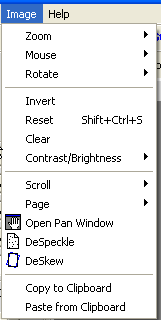 Image Help
Zoom
Mouse
Rotate
Invert
Reset Shift+Ctrl+S
Clear
Contrast/Brightness
Scroll
Page
Open Pan Window
DeSpeckle
DeSkew
Copy to Clipboard
Paste from Clipboard